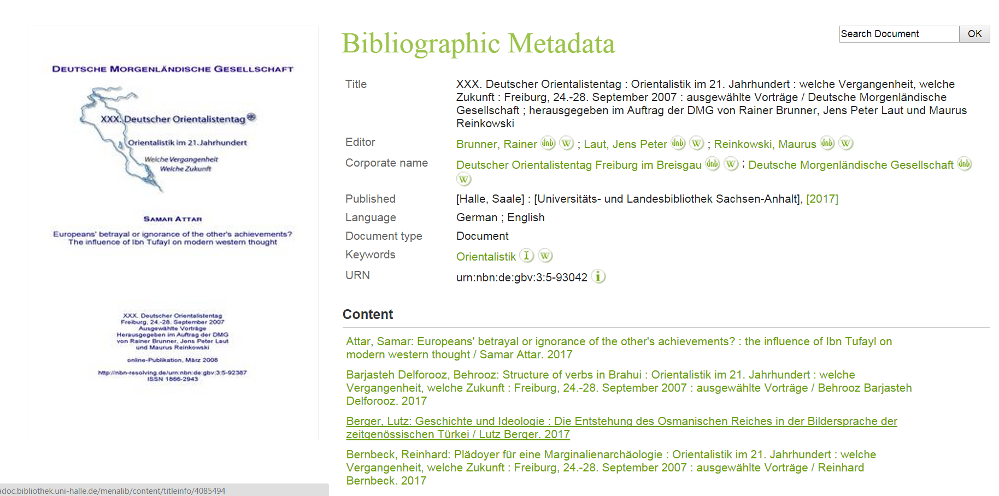 DEUTSCHE MORGENLÄNDISCHE GESELLSCHAFT
XXX. Deutscher Orientalistentag
Orientalistik im 21. Jahrhundert
Welche Vergangenheit
Welche Zukunft
SAMAR ATTAR
Europeans' betrayal or ignorance of the other's achievements?
The influence of Ibn Tufayl on modern western thought
XXX. Deutscher Orientalistentag
Freiburg, 24.-28. September 2007
Ausgewählte Vorträge
Herausgegeben im Auftrag der DMG
von Rainer Brunner, Jens Peter Laut
und Maurus Reinkowski
online-Publikation, März 2008
http://nbn-resolving.de/urn:nbn:de:gbv:3:5-92387
ISSN 1866-2943
Bibliographic Metadata
Search Document OK
Title XXX. Deutscher Orientalistentag : Orientalistik im 21. Jahrhundert : welche Vergangenheit, welche
Zukunft : Freiburg, 24.-28. September 2007 : ausgewählte Vorträge / Deutsche Morgenländische
Gesellschaft ; herausgegeben im Auftrag der DMG von Rainer Brunner, Jens Peter Laut und Maurus
Reinkowski
Editor Brunner, Rainer dnb W ; Laut, Jens Peter dnb W ; Reinkowski, Maurus dnb W
Corporate name Deutscher Orientalistentag Freiburg im Breisgau dnb W ; Deutsche Morgenländische Gesellschaft dnb
W
Published [Halle, Saale] : [Universitäts- und Landesbibliothek Sachsen-Anhalt], [2017]
Language German ; English
Document type Document
Keywords Orientalistik I W
URN urn:nbn:de:gbv:3:5-93042 i
Content
Attar, Samar: Europeans' betrayal or ignorance of the other's achievements? : the influence of Ibn Tufayl on
modern western thought / Samar Attar. 2017
Barjasteh Delforooz, Behrooz: Structure of verbs in Brahui : Orientalistik im 21. Jahrhundert : welche
Vergangenheit, welche Zukunft : Freiburg, 24.-28. September 2007 : ausgewählte Vorträge / Behrooz Barjasteh
Delforooz. 2017
Berger, Lutz: Geschichte und Ideologie : Die Entstehung des Osmanischen Reiches in der Bildersprache der
zeitgenössischen Türkei / Lutz Berger. 2017
Bernbeck, Reinhard: Plädoyer für eine Marginalienarchäologie : Orientalistik im 21. Jahrhundert : welche
Vergangenheit, welche Zukunft : Freiburg, 24.-28. September 2007 : ausgewählte Vorträge / Reinhard
Bernbeck. 2017
adoc.bibliothek.uni-halle.de/menalib/content/titleinfo/4085494